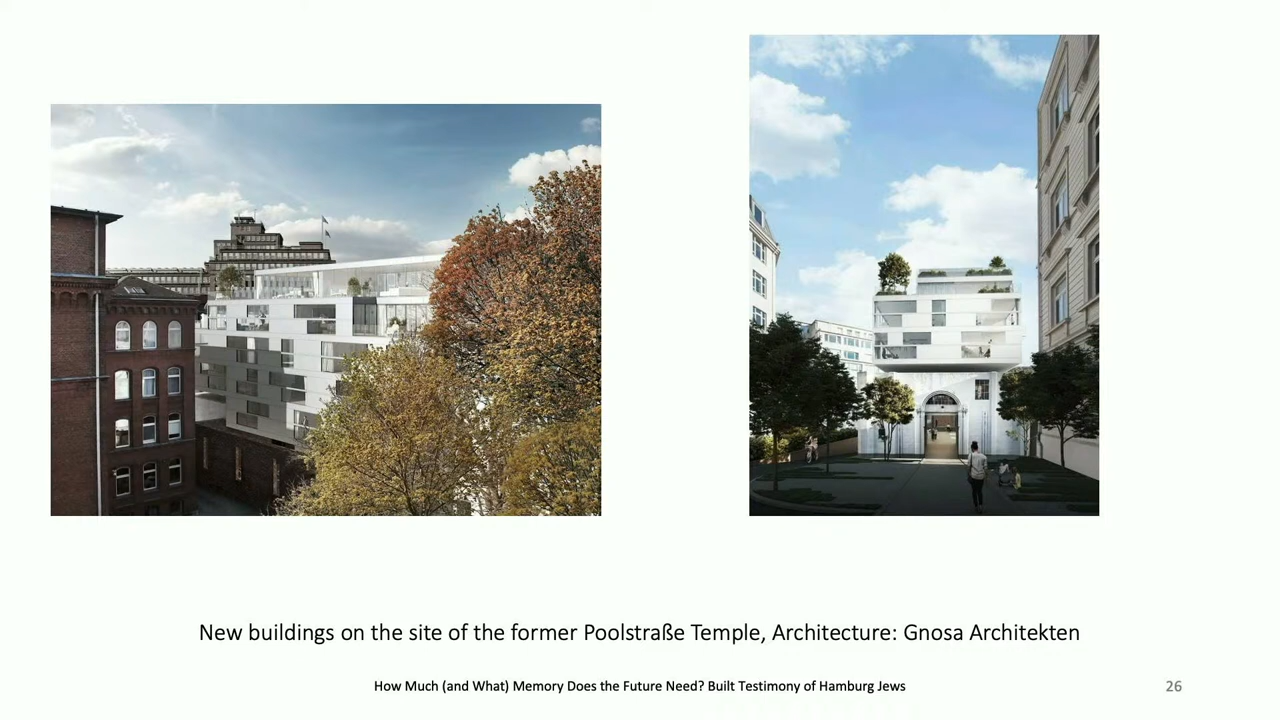 New buildings on the site of the former Poolstraße Temple, Architecture: Gnosa Architekten
How Much (and What) Memory Does the Future Need? Built Testimony of Hamburg Jews
26